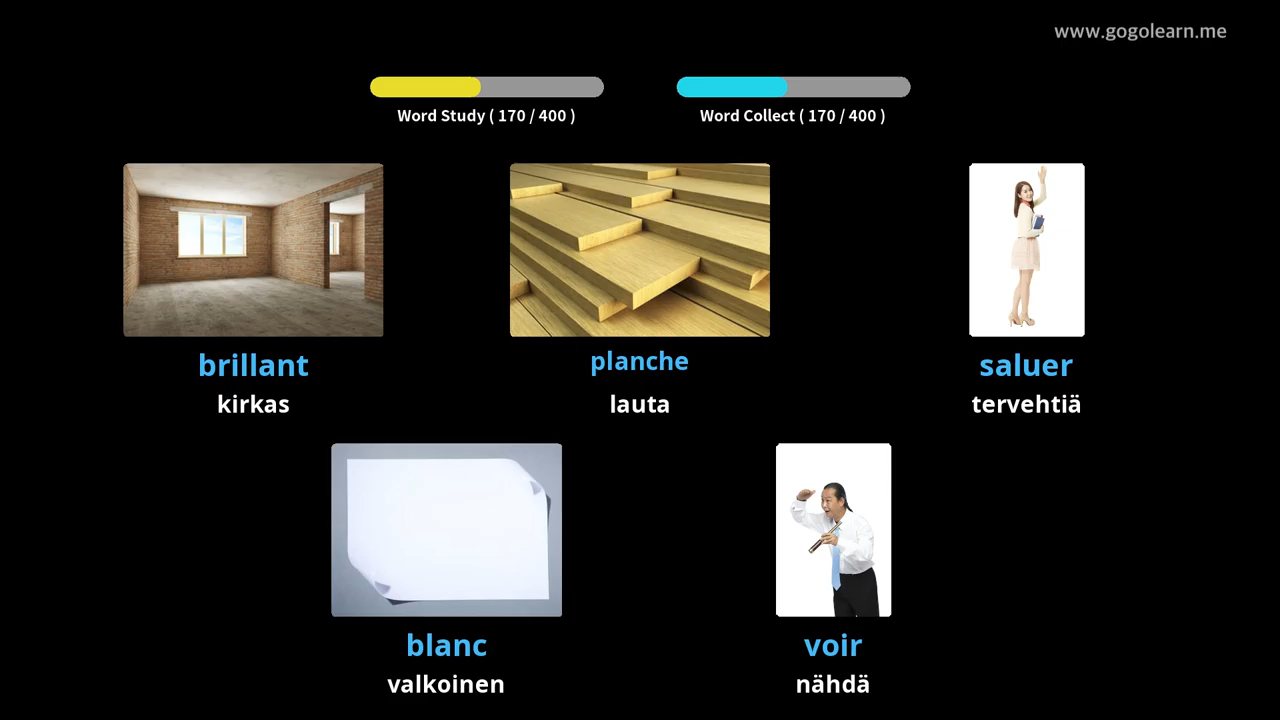 www.gogolearn.me
Word Study ( 170 / 400 )
Word Collect ( 170 / 400 )
brillant
kirkas
planche
lauta
saluer
tervehtiä
blanc
valkoinen
voir
nähdä